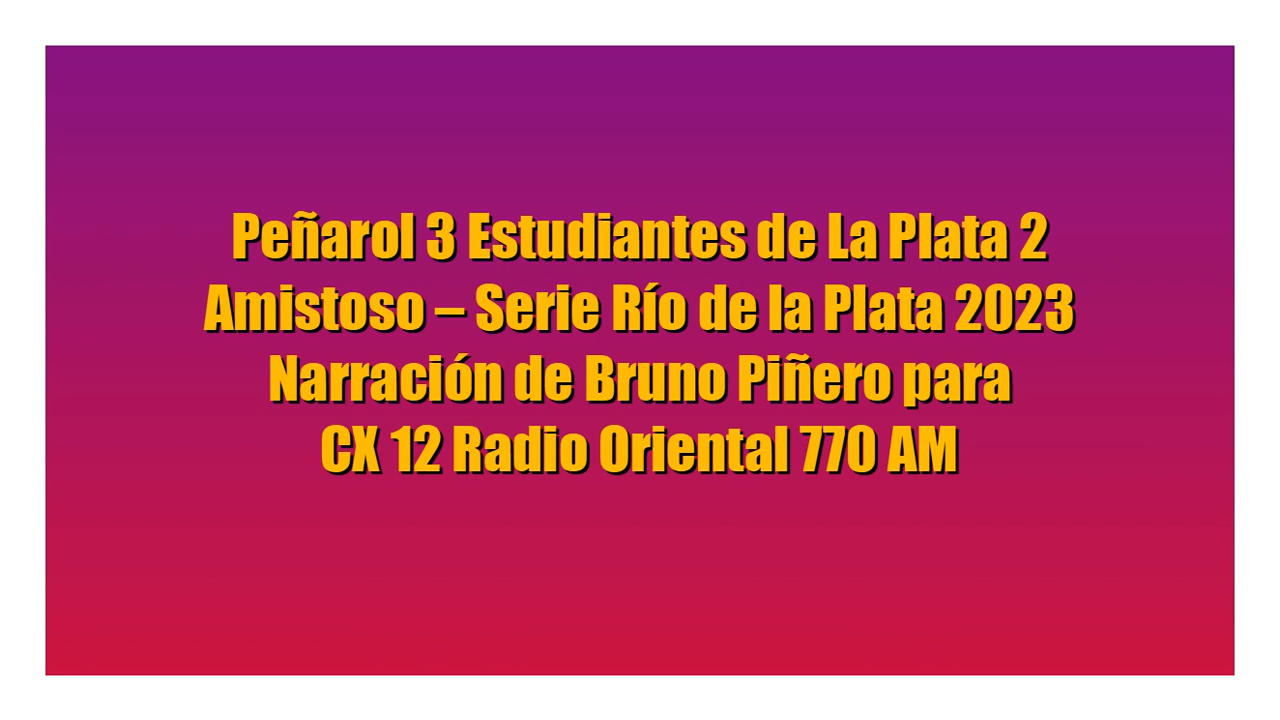 Peñarol 3 Estudiantes de La Plata 2
Amistoso – Serie Río de la Plata 2023
Narración de Bruno Piñero para
CX 12 Radio Oriental 770 AM